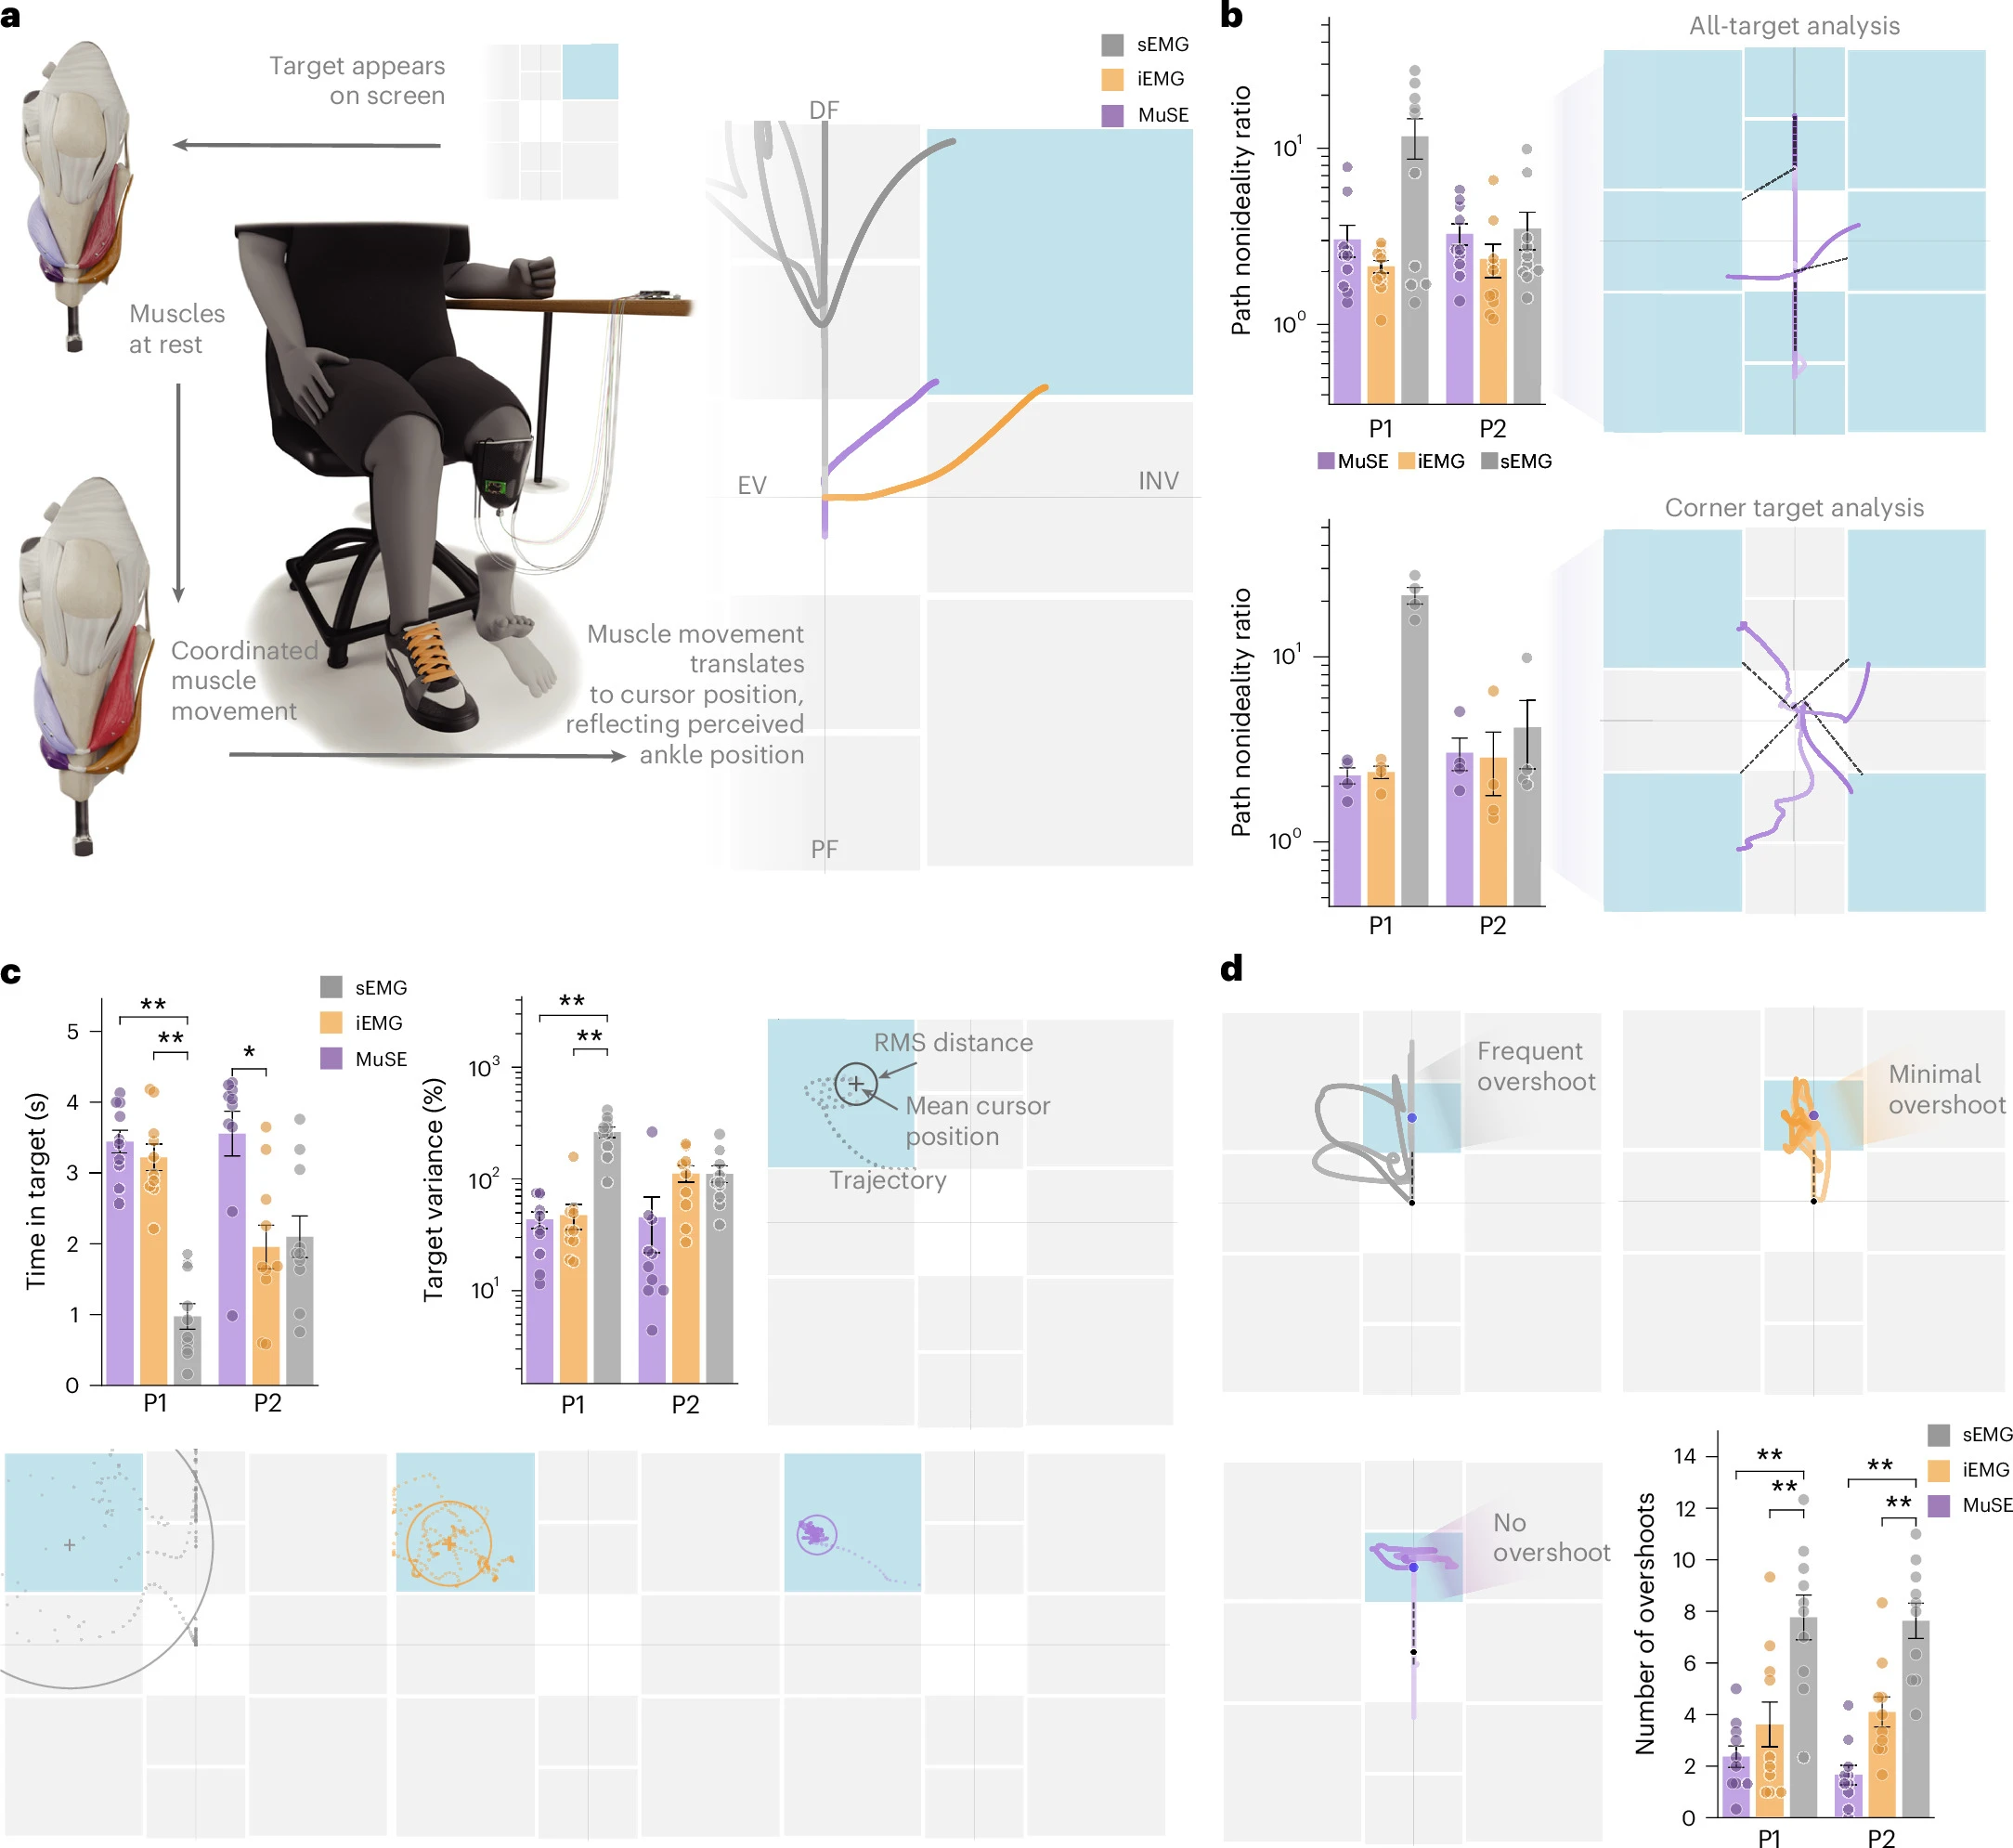 a
Target appears
on screen
sEMG
iEMG
MuSE
DF
Muscles
at rest
EV
INV
Coordinated
muscle
movement
Muscle movement
translates
to cursor position,
reflecting perceived
ankle position
PF
b
All-target analysis
Path nonideality ratio
10¹
10⁰
P1
P2
MuSE
iEMG
sEMG
Corner target analysis
Path nonideality ratio
10¹
10⁰
P1
P2
c
sEMG
iEMG
MuSE
**
**
*
Time in target (s)
5
4
3
2
1
0
P1
P2
**
**
Target variance (%)
10³
10²
10¹
P1
P2
RMS distance
Mean cursor
position
Trajectory
d
Frequent
overshoot
Minimal
overshoot
No
overshoot
sEMG
iEMG
MuSE
**
**
**
**
Number of overshoots
14
12
10
8
6
4
2
0
P1
P2